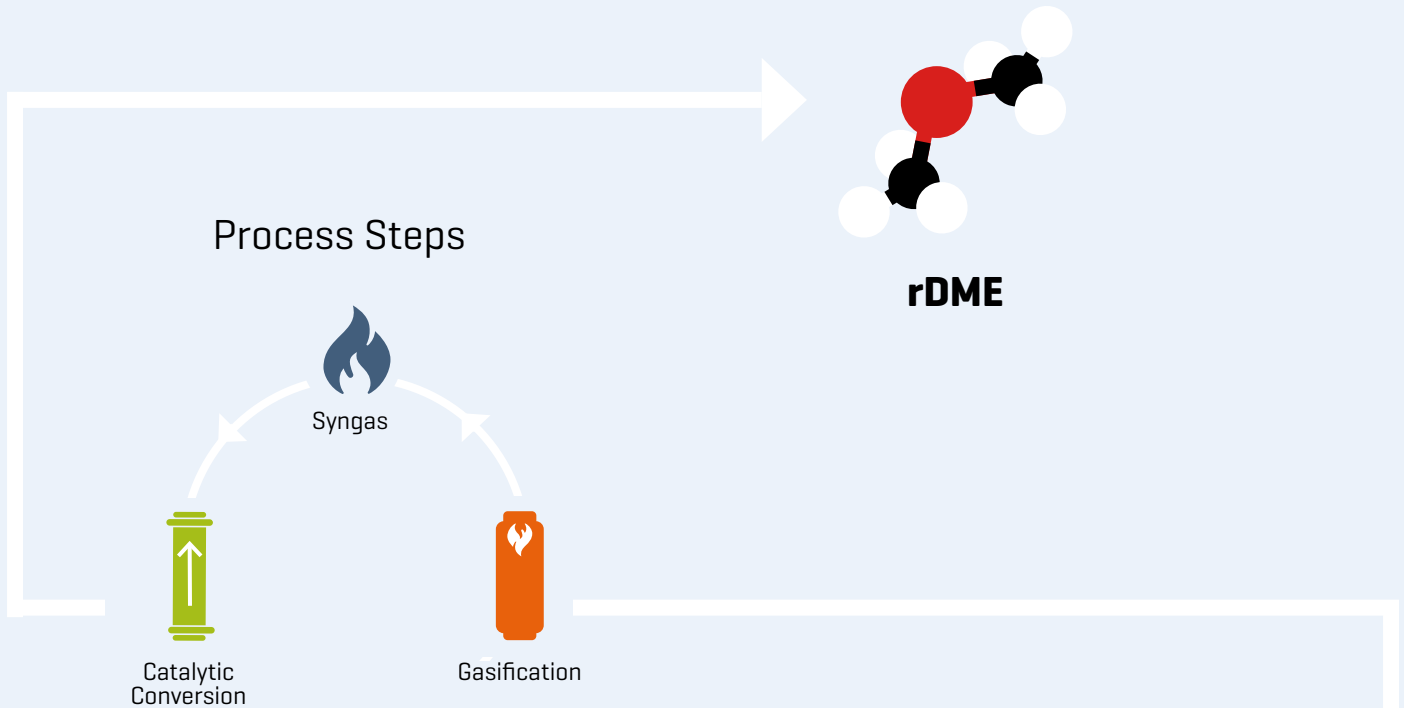 Process Steps
rDME
Syngas
Catalytic
Conversion
Gasification